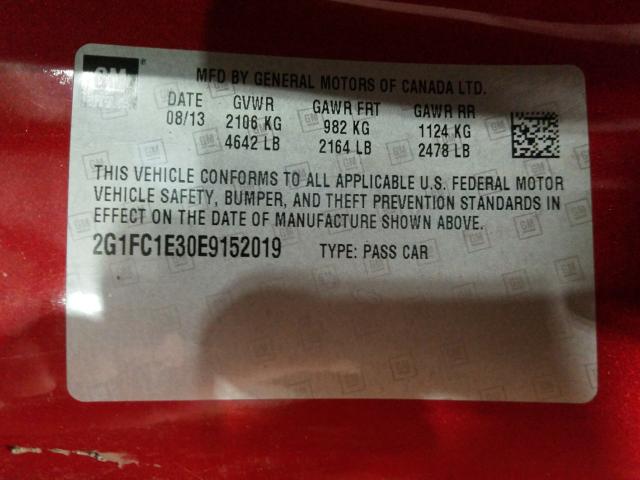 GM
MFD BY GENERAL MOTORS OF CANADA LTD.
DATE GVWR GAWR FRT GAWR RR
08/13 2106 KG 982 KG 1124 KG
4642 LB 2164 LB 2478 LB
THIS VEHICLE CONFORMS TO ALL APPLICABLE U.S. FEDERAL MOTOR
VEHICLE SAFETY, BUMPER, AND THEFT PREVENTION STANDARDS IN
EFFECT ON THE DATE OF MANUFACTURE SHOWN ABOVE.
2G1FC1E30E9152019 TYPE: PASS CAR